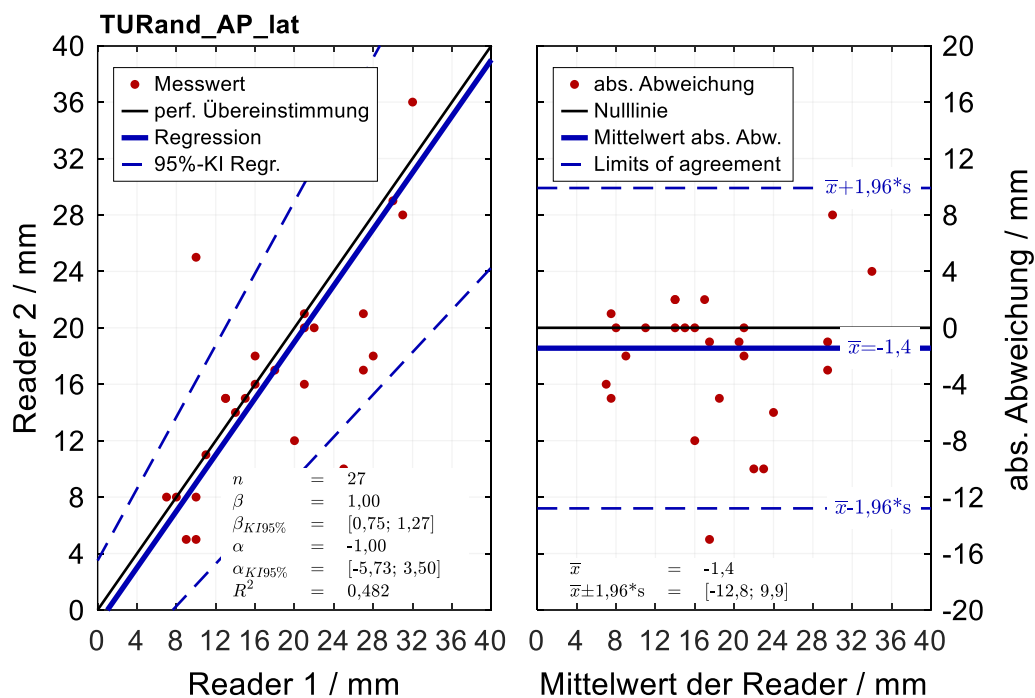 TURand_AP_lat
40
36
32
28
24
20
16
12
8
4
0
Reader 2 / mm
Messwert
perf. Übereinstimmung
Regression
95%-KI Regr.
n = 27
β = 1,00
β_KI95% = [0,75; 1,27]
α = -1,00
α_KI95% = [-5,73; 3,50]
R² = 0,482
0 4 8 12 16 20 24 28 32 36 40
Reader 1 / mm
abs. Abweichung
Nulllinie
Mittelwert abs. Abw.
Limits of agreement
x̅+1,96*s
x̅=-1,4
x̅-1,96*s
x̅ = -1,4
x̅±1,96*s = [-12,8; 9,9]
20
16
12
8
4
0
-4
-8
-12
-16
-20
abs. Abweichung / mm
0 4 8 12 16 20 24 28 32 36 40
Mittelwert der Reader / mm